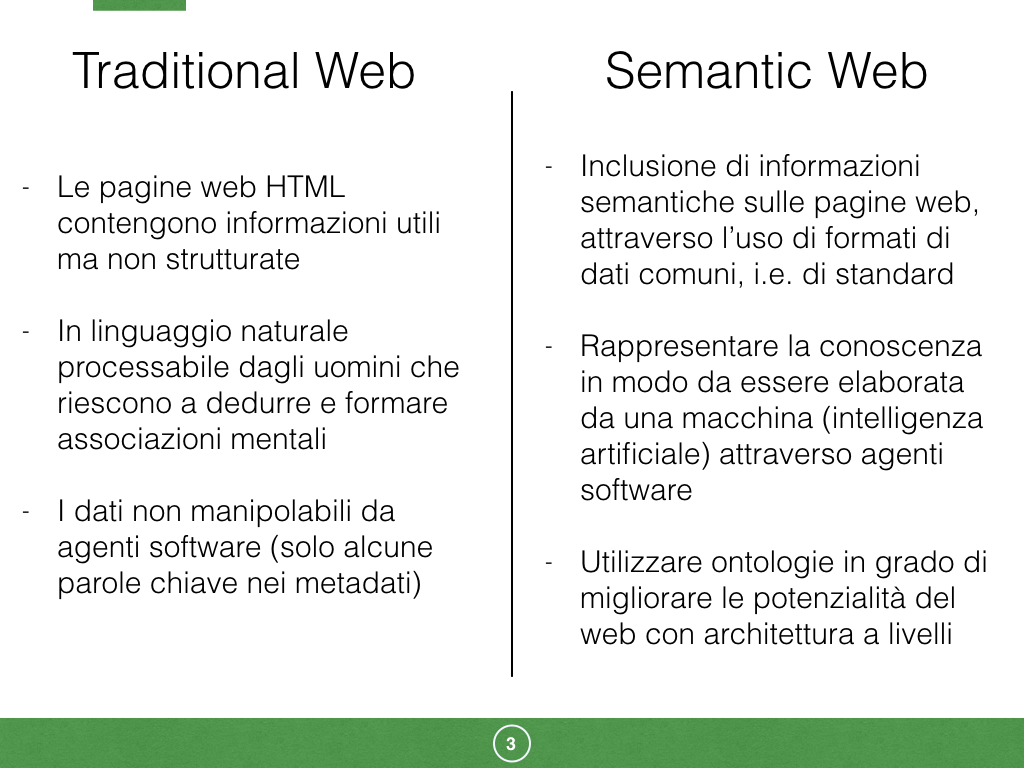 Traditional Web
- Le pagine web HTML
contengono informazioni utili
ma non strutturate
- In linguaggio naturale
processabile dagli uomini che
riescono a dedurre e formare
associazioni mentali
- I dati non manipolabili da
agenti software (solo alcune
parole chiave nei metadati)
Semantic Web
- Inclusione di informazioni
semantiche sulle pagine web,
attraverso l’uso di formati di
dati comuni, i.e. di standard
- Rappresentare la conoscenza
in modo da essere elaborata
da una macchina (intelligenza
artificiale) attraverso agenti
software
- Utilizzare ontologie in grado di
migliorare le potenzialità del
web con architettura a livelli
3